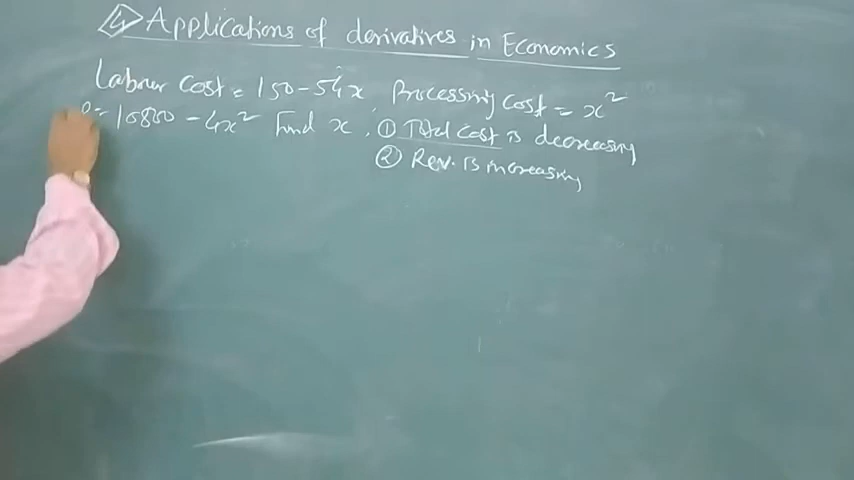 ④ Applications of derivatives in Economics
Labour Cost = 150 - 54x Processing Cost = x²
P = 10800 - 4x² Find x, ① Total Cost is decreasing
② Rev. is increasing